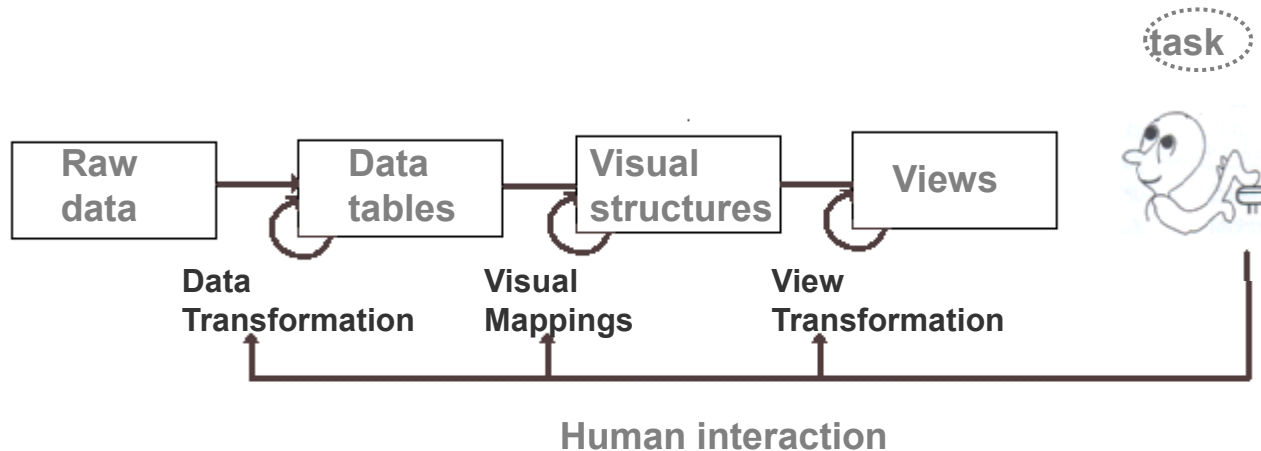 task
Raw
data
Data
tables
Visual
structures
Views
Data
Transformation
Visual
Mappings
View
Transformation
Human interaction